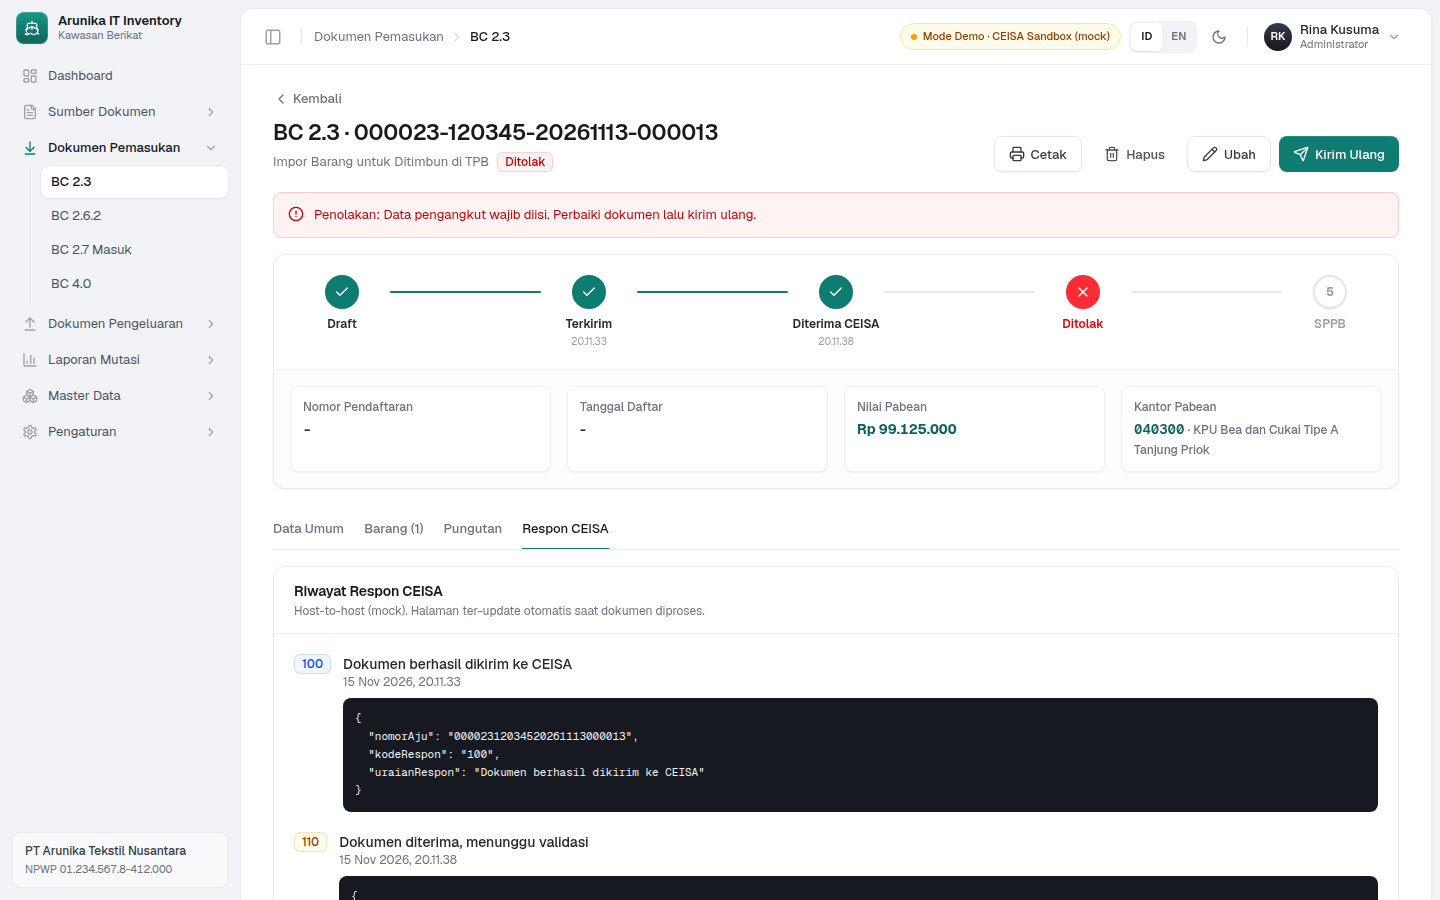 Arunika IT Inventory
Kawasan Berikat
Dashboard
Sumber Dokumen
Dokumen Pemasukan
BC 2.3
BC 2.6.2
BC 2.7 Masuk
BC 4.0
Dokumen Pengeluaran
Laporan Mutasi
Master Data
Pengaturan
PT Arunika Tekstil Nusantara
NPWP 01.234.567.8-412.000
Dokumen Pemasukan
BC 2.3
Mode Demo · CEISA Sandbox (mock)
ID
EN
RK
Rina Kusuma
Administrator
Kembali
BC 2.3 · 000023-120345-20261113-000013
Impor Barang untuk Ditimbun di TPB
Ditolak
Cetak
Hapus
Ubah
Kirim Ulang
Penolakan: Data pengangkut wajib diisi. Perbaiki dokumen lalu kirim ulang.
Draft
Terkirim
20.11.33
Diterima CEISA
20.11.38
Ditolak
5
SPPB
Nomor Pendaftaran
-
Tanggal Daftar
-
Nilai Pabean
Rp 99.125.000
Kantor Pabean
040300 · KPU Bea dan Cukai Tipe A
Tanjung Priok
Data Umum
Barang (1)
Pungutan
Respon CEISA
Riwayat Respon CEISA
Host-to-host (mock). Halaman ter-update otomatis saat dokumen diproses.
100
Dokumen berhasil dikirim ke CEISA
15 Nov 2026, 20.11.33
{
"nomorAju": "00002312034520261113000013",
"kodeRespon": "100",
"uraianRespon": "Dokumen berhasil dikirim ke CEISA"
}
110
Dokumen diterima, menunggu validasi
15 Nov 2026, 20.11.38
{